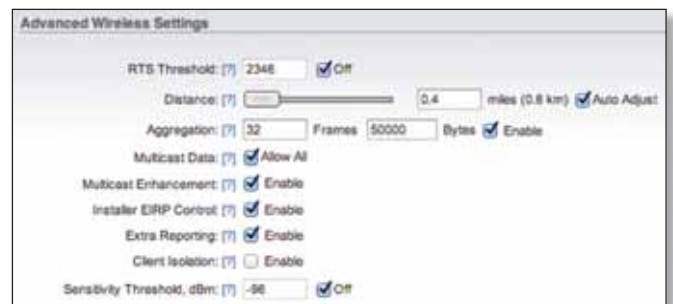 Advanced Wireless Settings
RTS Threshold: [?] 2346 Off
Distance: [?] 0.4 miles (0.6 km) Auto Adjust
Aggregation: [?] 32 Frames 50000 Bytes Enable
Multicast Data: [?] Allow All
Multicast Enhancement: [?] Enable
Installer EIRP Control: [?] Enable
Extra Reporting: [?] Enable
Client Isolation: [?] Enable
Sensitivity Threshold, dBm: [?] -96 Off